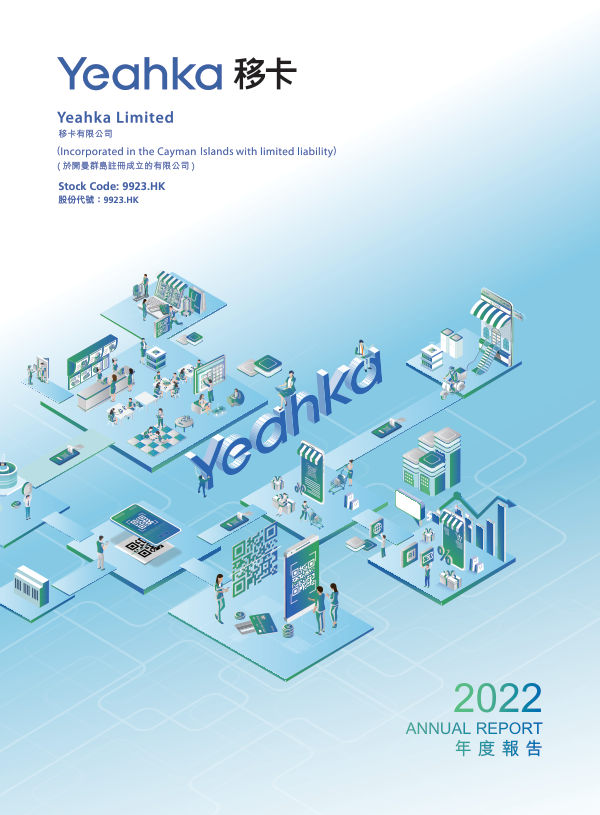 Yeahka 移卡
Yeahka Limited
移卡有限公司
(Incorporated in the Cayman Islands with limited liability)
(於開曼群島註冊成立的有限公司)
Stock Code: 9923.HK
股份代號：9923.HK
Yeahka
%
%
2022
ANNUAL REPORT
年度報告